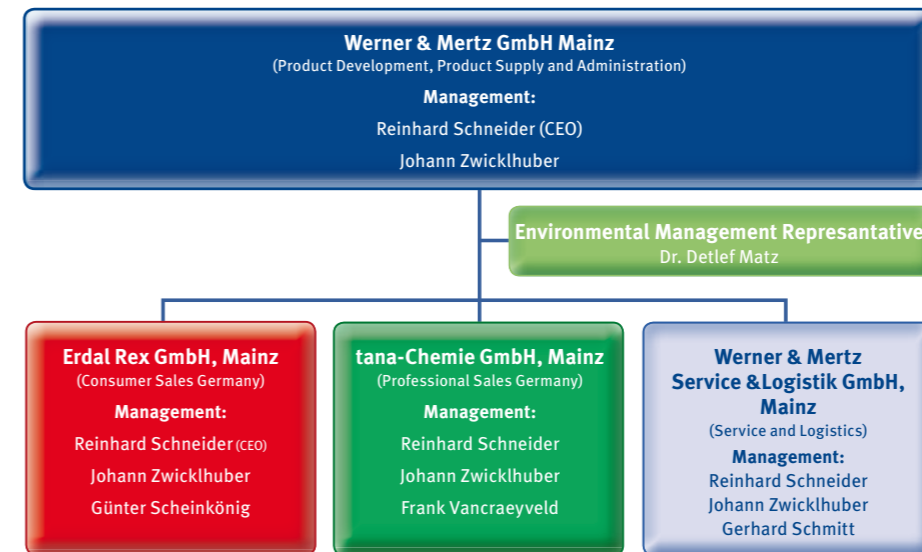 Werner & Mertz GmbH Mainz
(Product Development, Product Supply and Administration)
Management:
Reinhard Schneider (CEO)
Johann Zwicklhuber
Environmental Management Represantative
Dr. Detlef Matz
Erdal Rex GmbH, Mainz
(Consumer Sales Germany)
Management:
Reinhard Schneider (CEO)
Johann Zwicklhuber
Günter Scheinkönig
tana-Chemie GmbH, Mainz
(Professional Sales Germany)
Management:
Reinhard Schneider
Johann Zwicklhuber
Frank Vancraeyveld
Werner & Mertz
Service &Logistik GmbH,
Mainz
(Service and Logistics)
Management:
Reinhard Schneider
Johann Zwicklhuber
Gerhard Schmitt